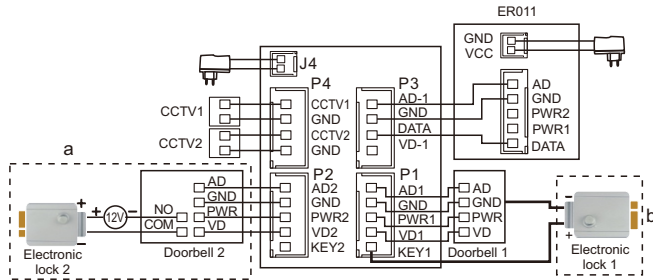 ER011
GND
VCC
J4
P4
P3
CCTV1
GND
CCTV2
GND
AD-1
GND
DATA
VD-1
AD
GND
PWR2
PWR1
DATA
CCTV1
CCTV2
a
P2
P1
AD
GND
PWR
VD
NO
COM
AD2
GND
PWR2
VD2
KEY2
AD1
GND
PWR1
VD1
KEY1
AD
GND
PWR
VD
+
−
+
12V
−
−
+
b
Electronic
lock 2
Doorbell 2
Doorbell 1
Electronic
lock 1